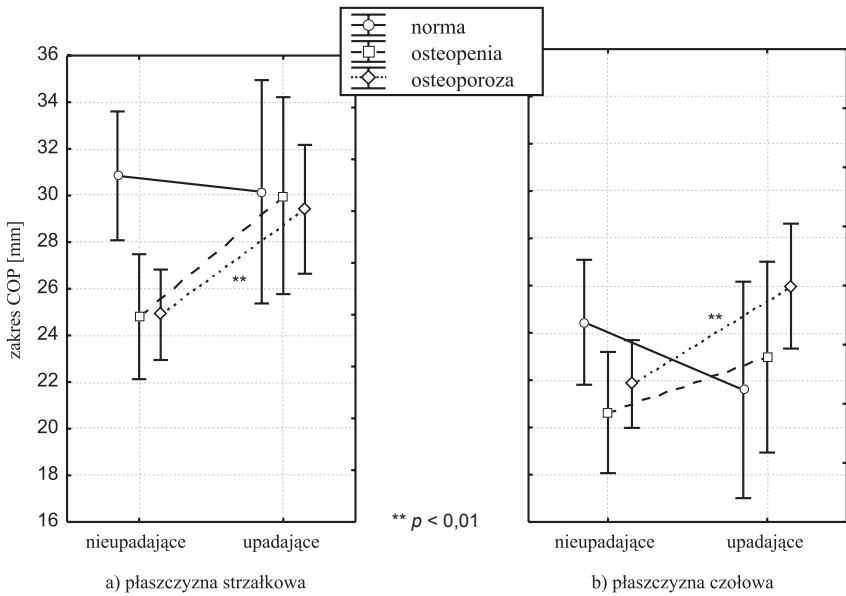 norma
osteopenia
osteoporoza
36
34
32
30
28
26
24
22
20
18
16
zakres COP [mm]
**
**
** p < 0,01
nieupadające upadające
nieupadające upadające
a) płaszczyzna strzałkowa
b) płaszczyzna czołowa